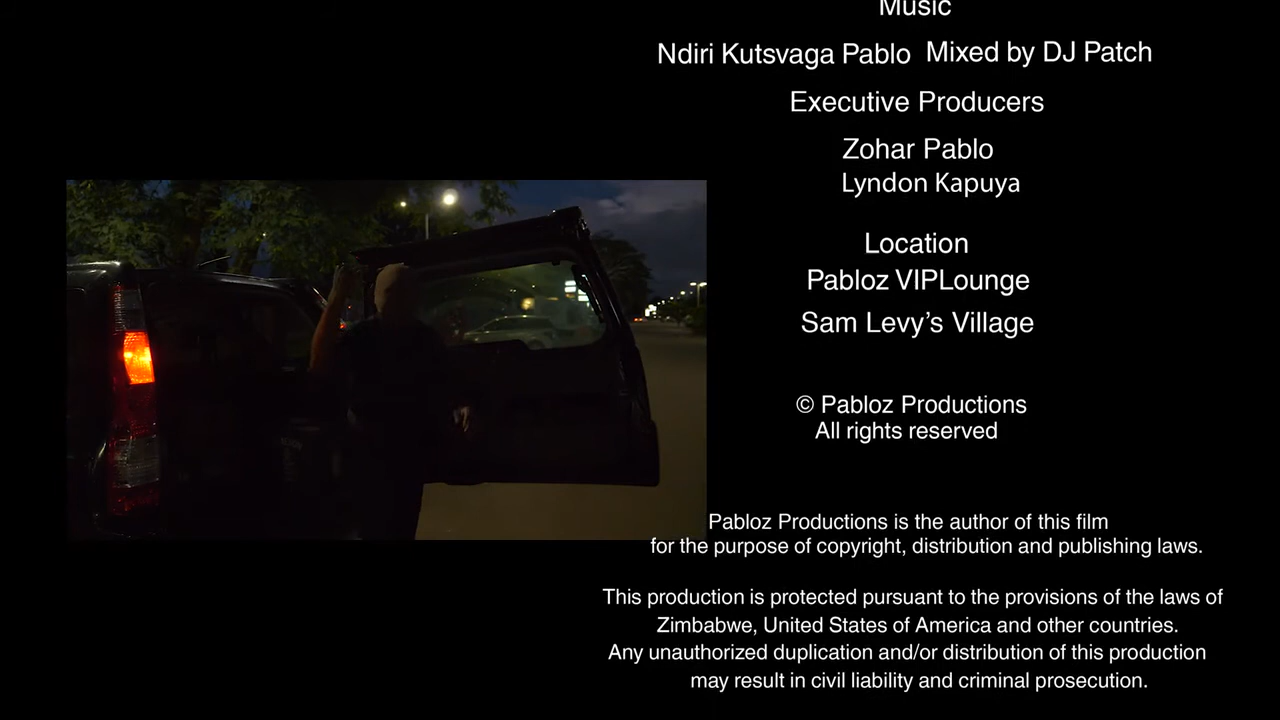 Music
Ndiri Kutsvaga Pablo Mixed by DJ Patch
Executive Producers
Zohar Pablo
Lyndon Kapuya
Location
Pabloz VIPLounge
Sam Levy's Village
© Pabloz Productions
All rights reserved
Pabloz Productions is the author of this film
for the purpose of copyright, distribution and publishing laws.
This production is protected pursuant to the provisions of the laws of
Zimbabwe, United States of America and other countries.
Any unauthorized duplication and/or distribution of this production
may result in civil liability and criminal prosecution.